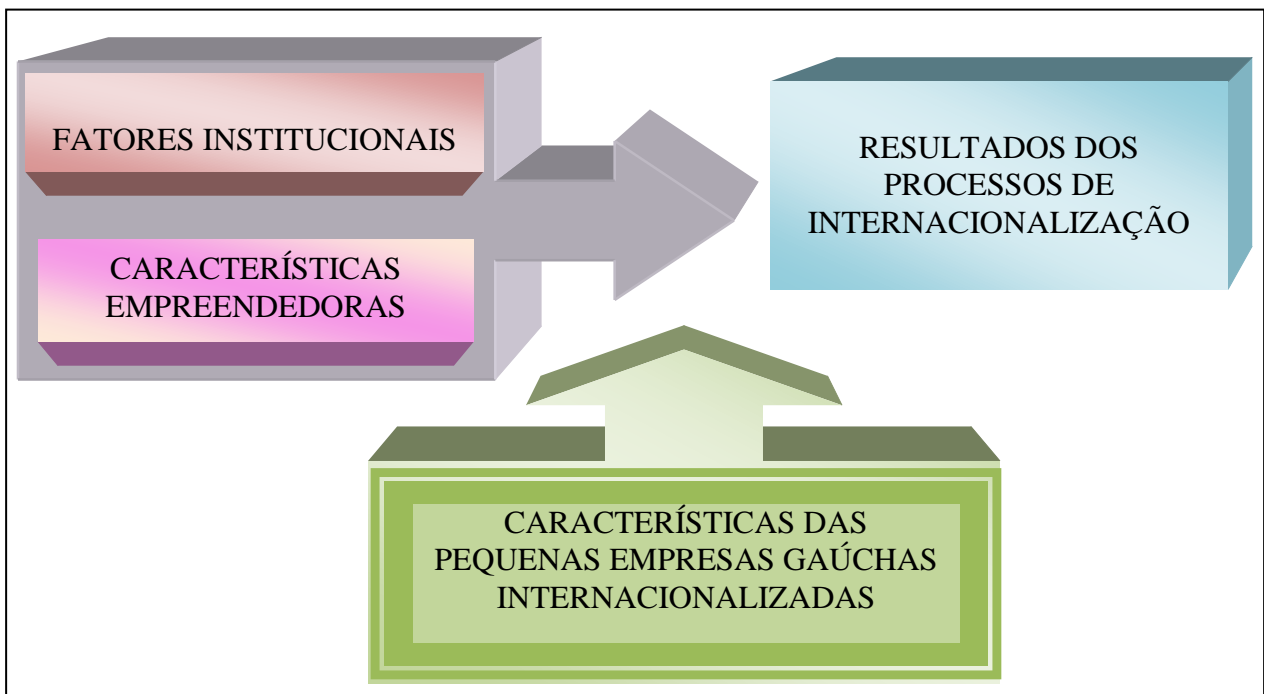 FATORES INSTITUCIONAIS
CARACTERÍSTICAS
EMPREENDEDORAS
RESULTADOS DOS
PROCESSOS DE
INTERNACIONALIZAÇÃO
CARACTERÍSTICAS DAS
PEQUENAS EMPRESAS GAÚCHAS
INTERNACIONALIZADAS